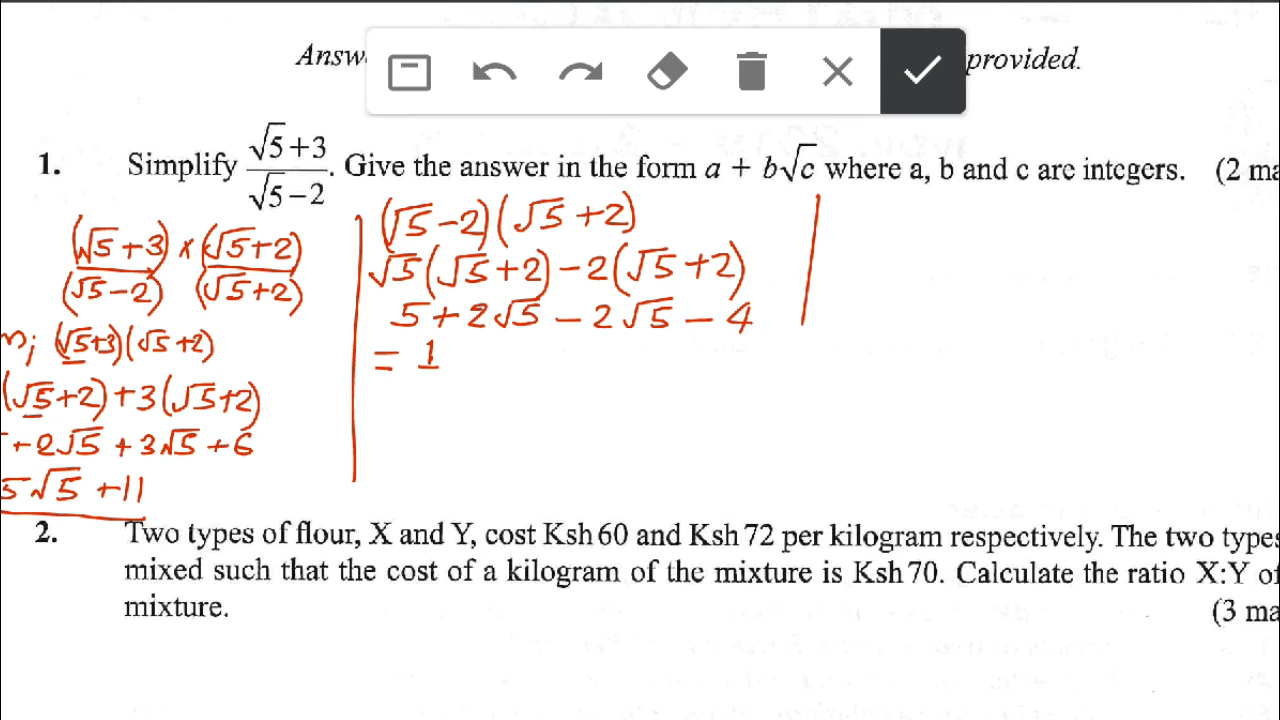 provided.
1. Simplify (√5+3)/(√5−2). Give the answer in the form a + b√c where a, b and c are integers. (2
(√5+3) × (√5+2)
(√5−2) (√5+2)
(√5+3)(√5+2)
(√5+2)+3(√5+2)
+2√5+3√5+6
5√5+11
(√5−2)(√5+2)
√5(√5+2)−2(√5+2)
5+2√5−2√5−4
= 1
2. Two types of flour, X and Y, cost Ksh 60 and Ksh 72 per kilogram respectively. The two types
mixed such that the cost of a kilogram of the mixture is Ksh 70. Calculate the ratio X:Y of
mixture. (3